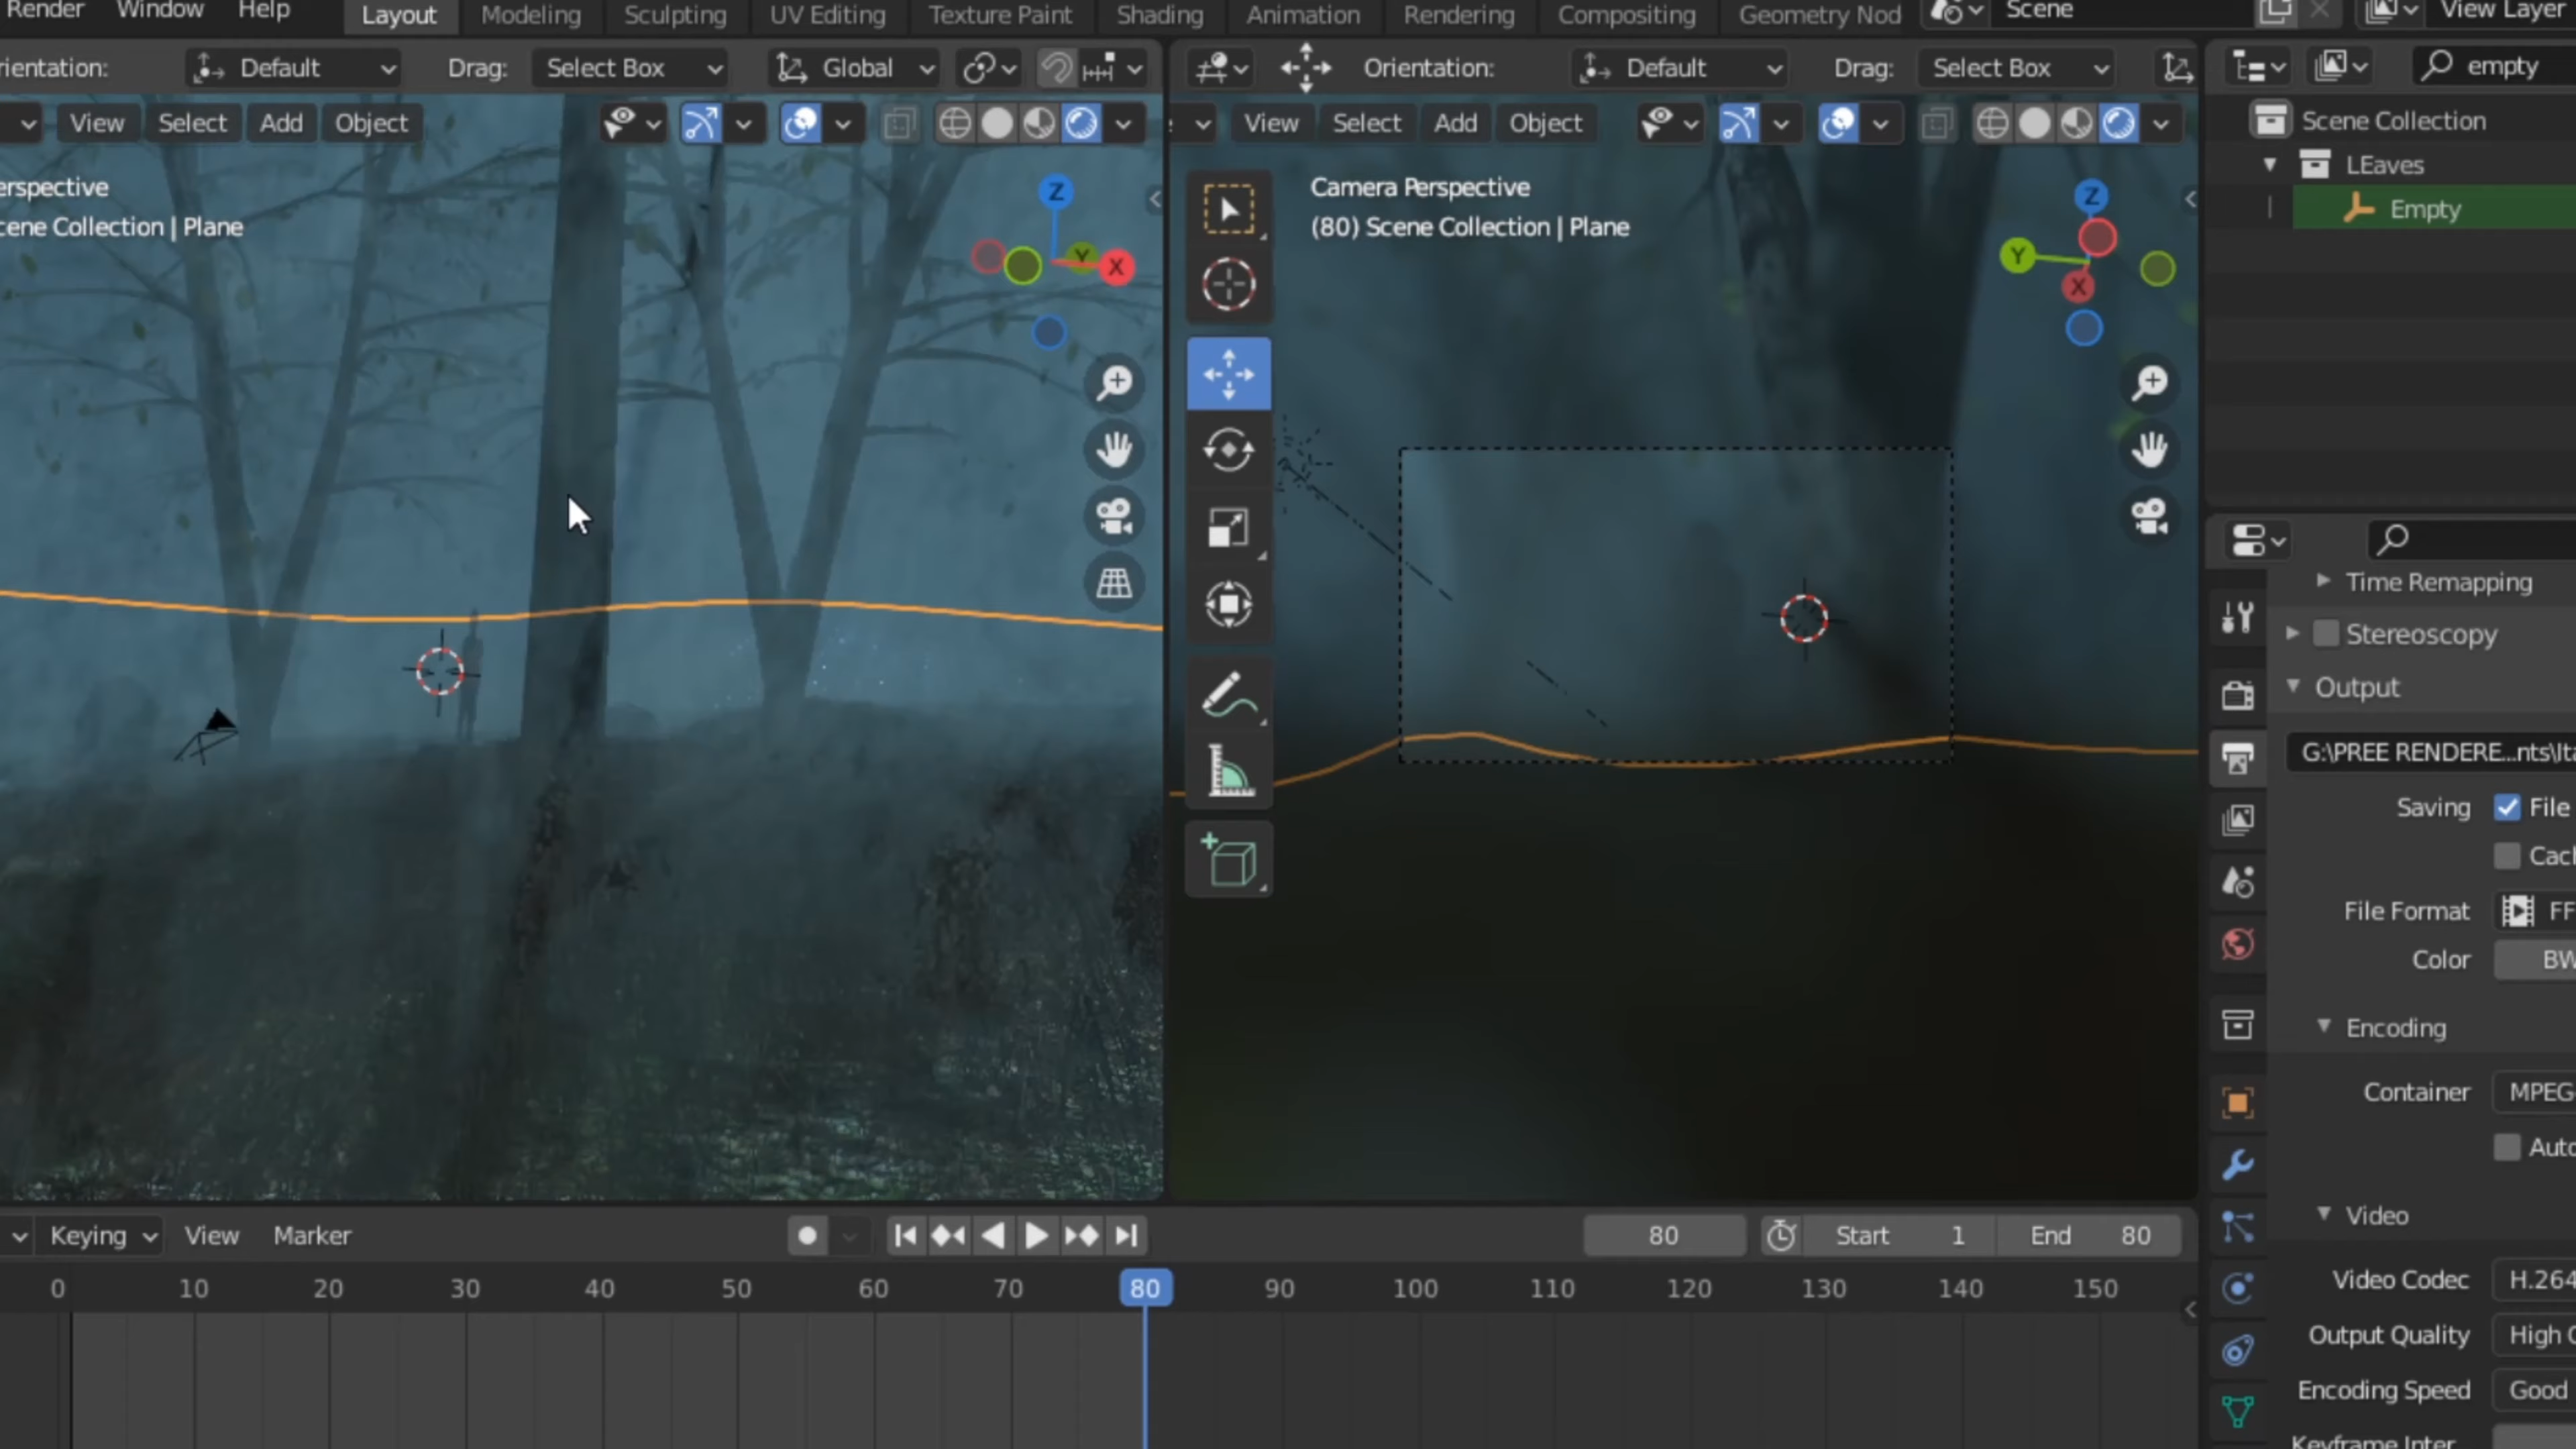 Render Window Help Layout Modeling Sculpting UV Editing Texture Paint Shading Animation Rendering Compositing Geometry Nod Scene View Layer
rientation: Default Drag: Select Box Global Orientation: Default Drag: Select Box empty
View Select Add Object View Select Add Object Scene Collection
LEaves
erspective Camera Perspective Empty
cene Collection | Plane (80) Scene Collection | Plane
Z Y X
Z Y X
Time Remapping
Stereoscopy
Output
G:\PREE RENDERE...nts\Ita
Saving File
Cacl
File Format FF
Color BW
Encoding
Container MPEG
Auto
Video
Keying View Marker 80 Start 1 End 80
Video Codec H.264
0 10 20 30 40 50 60 70 80 90 100 110 120 130 140 150
Output Quality High
Encoding Speed Good
Keyframe Inter